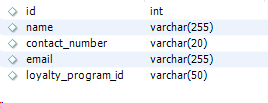 id int
name varchar(255)
contact_number varchar(20)
email varchar(255)
loyalty_program_id varchar(50)